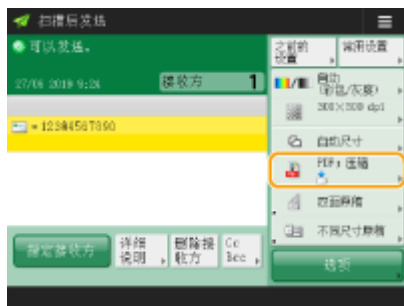 扫描后发送
可以发送。
27/06 2019 9:26
接收方 1
=1234567890
指定接收方
详细
说明
删除接
收方
Cc
Bcc
之前的
设置
常用设置
自动
(彩色/灰度)
300×300 dpi
自动尺寸
PDF; 压缩
双面原稿
不同尺寸原稿
选项